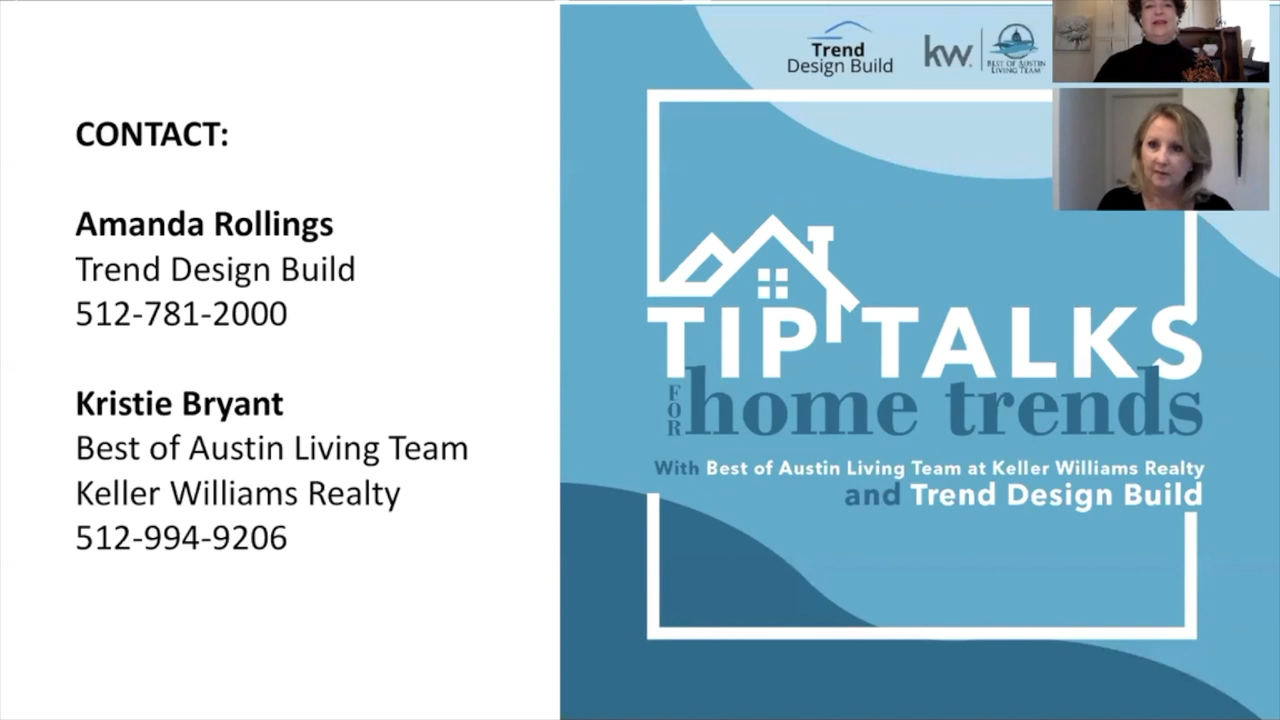 CONTACT:
Amanda Rollings
Trend Design Build
512-781-2000
Kristie Bryant
Best of Austin Living Team
Keller Williams Realty
512-994-9206
Trend
Design Build
kw.
BEST OF AUSTIN
LIVING TEAM
TIP TALKS
FOR home trends
With Best of Austin Living Team at Keller Williams Realty
and Trend Design Build